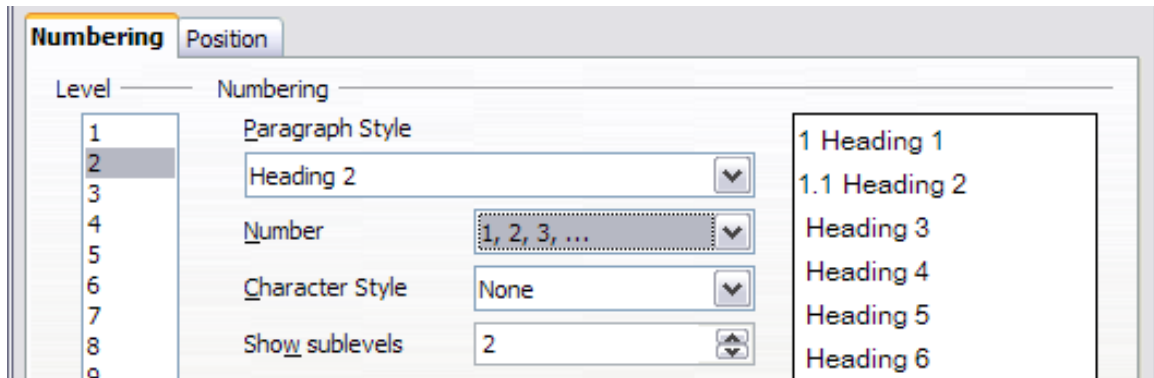 Numbering Position
Level Numbering
1
2
3
4
5
6
7
8
9
Paragraph Style
Heading 2
Number 1, 2, 3, ...
Character Style None
Show sublevels 2
1 Heading 1
1.1 Heading 2
Heading 3
Heading 4
Heading 5
Heading 6